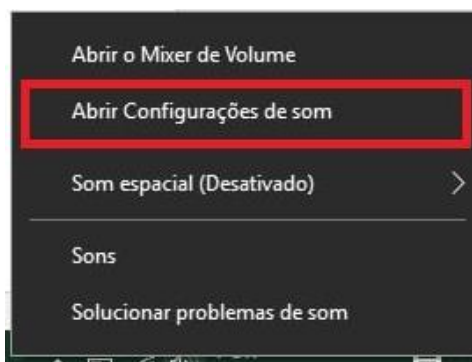 Abrir o Mixer de Volume
Abrir Configurações de som
Som espacial (Desativado)
Sons
Solucionar problemas de som